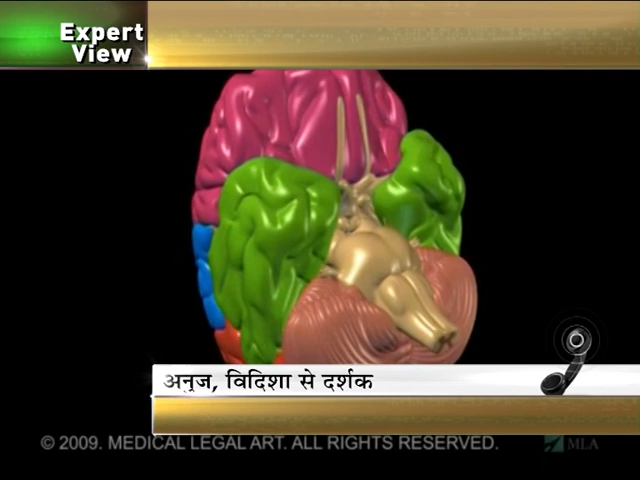 Expert
View
अनुज, विदिशा से दर्शक
© 2009. MEDICAL LEGAL ART. ALL RIGHTS RESERVED.
MLA